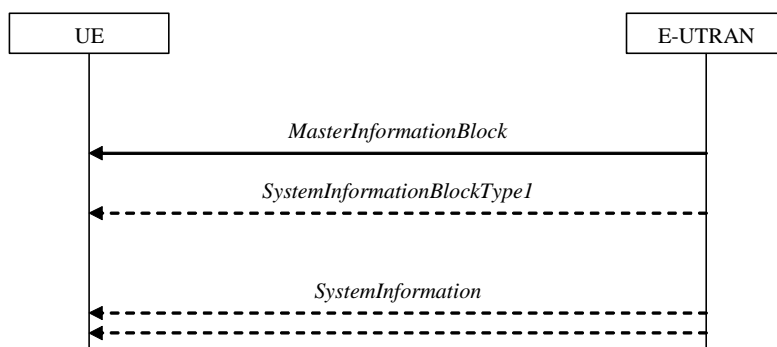 UE
E-UTRAN
MasterInformationBlock
SystemInformationBlockType1
SystemInformation